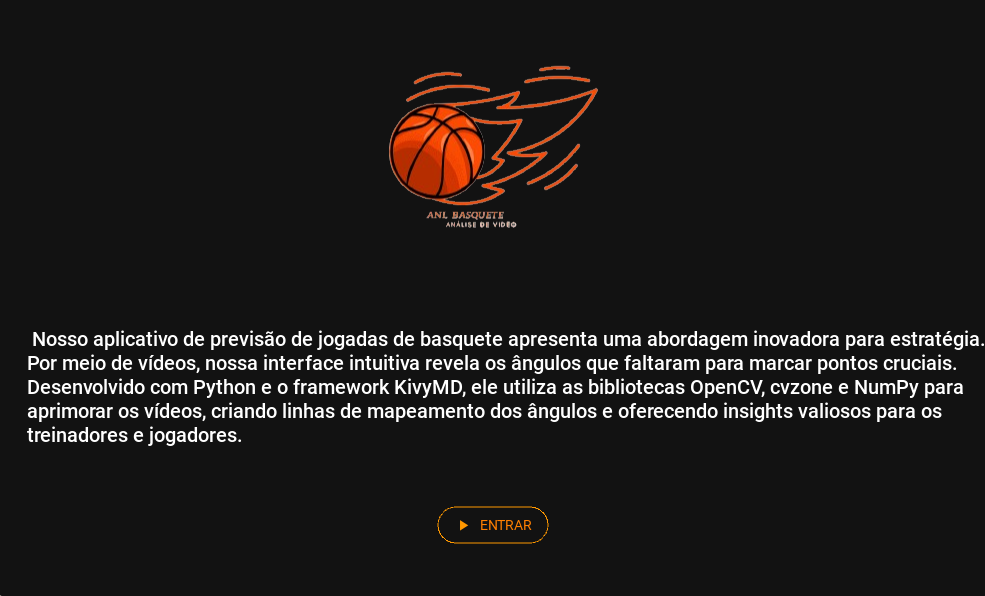 ANL BASQUETE
ANÁLISE DE VIDÊO
Nosso aplicativo de previsão de jogadas de basquete apresenta uma abordagem inovadora para estratégia.
Por meio de vídeos, nossa interface intuitiva revela os ângulos que faltaram para marcar pontos cruciais.
Desenvolvido com Python e o framework KivyMD, ele utiliza as bibliotecas OpenCV, cvzone e NumPy para
aprimorar os vídeos, criando linhas de mapeamento dos ângulos e oferecendo insights valiosos para os
treinadores e jogadores.
ENTRAR